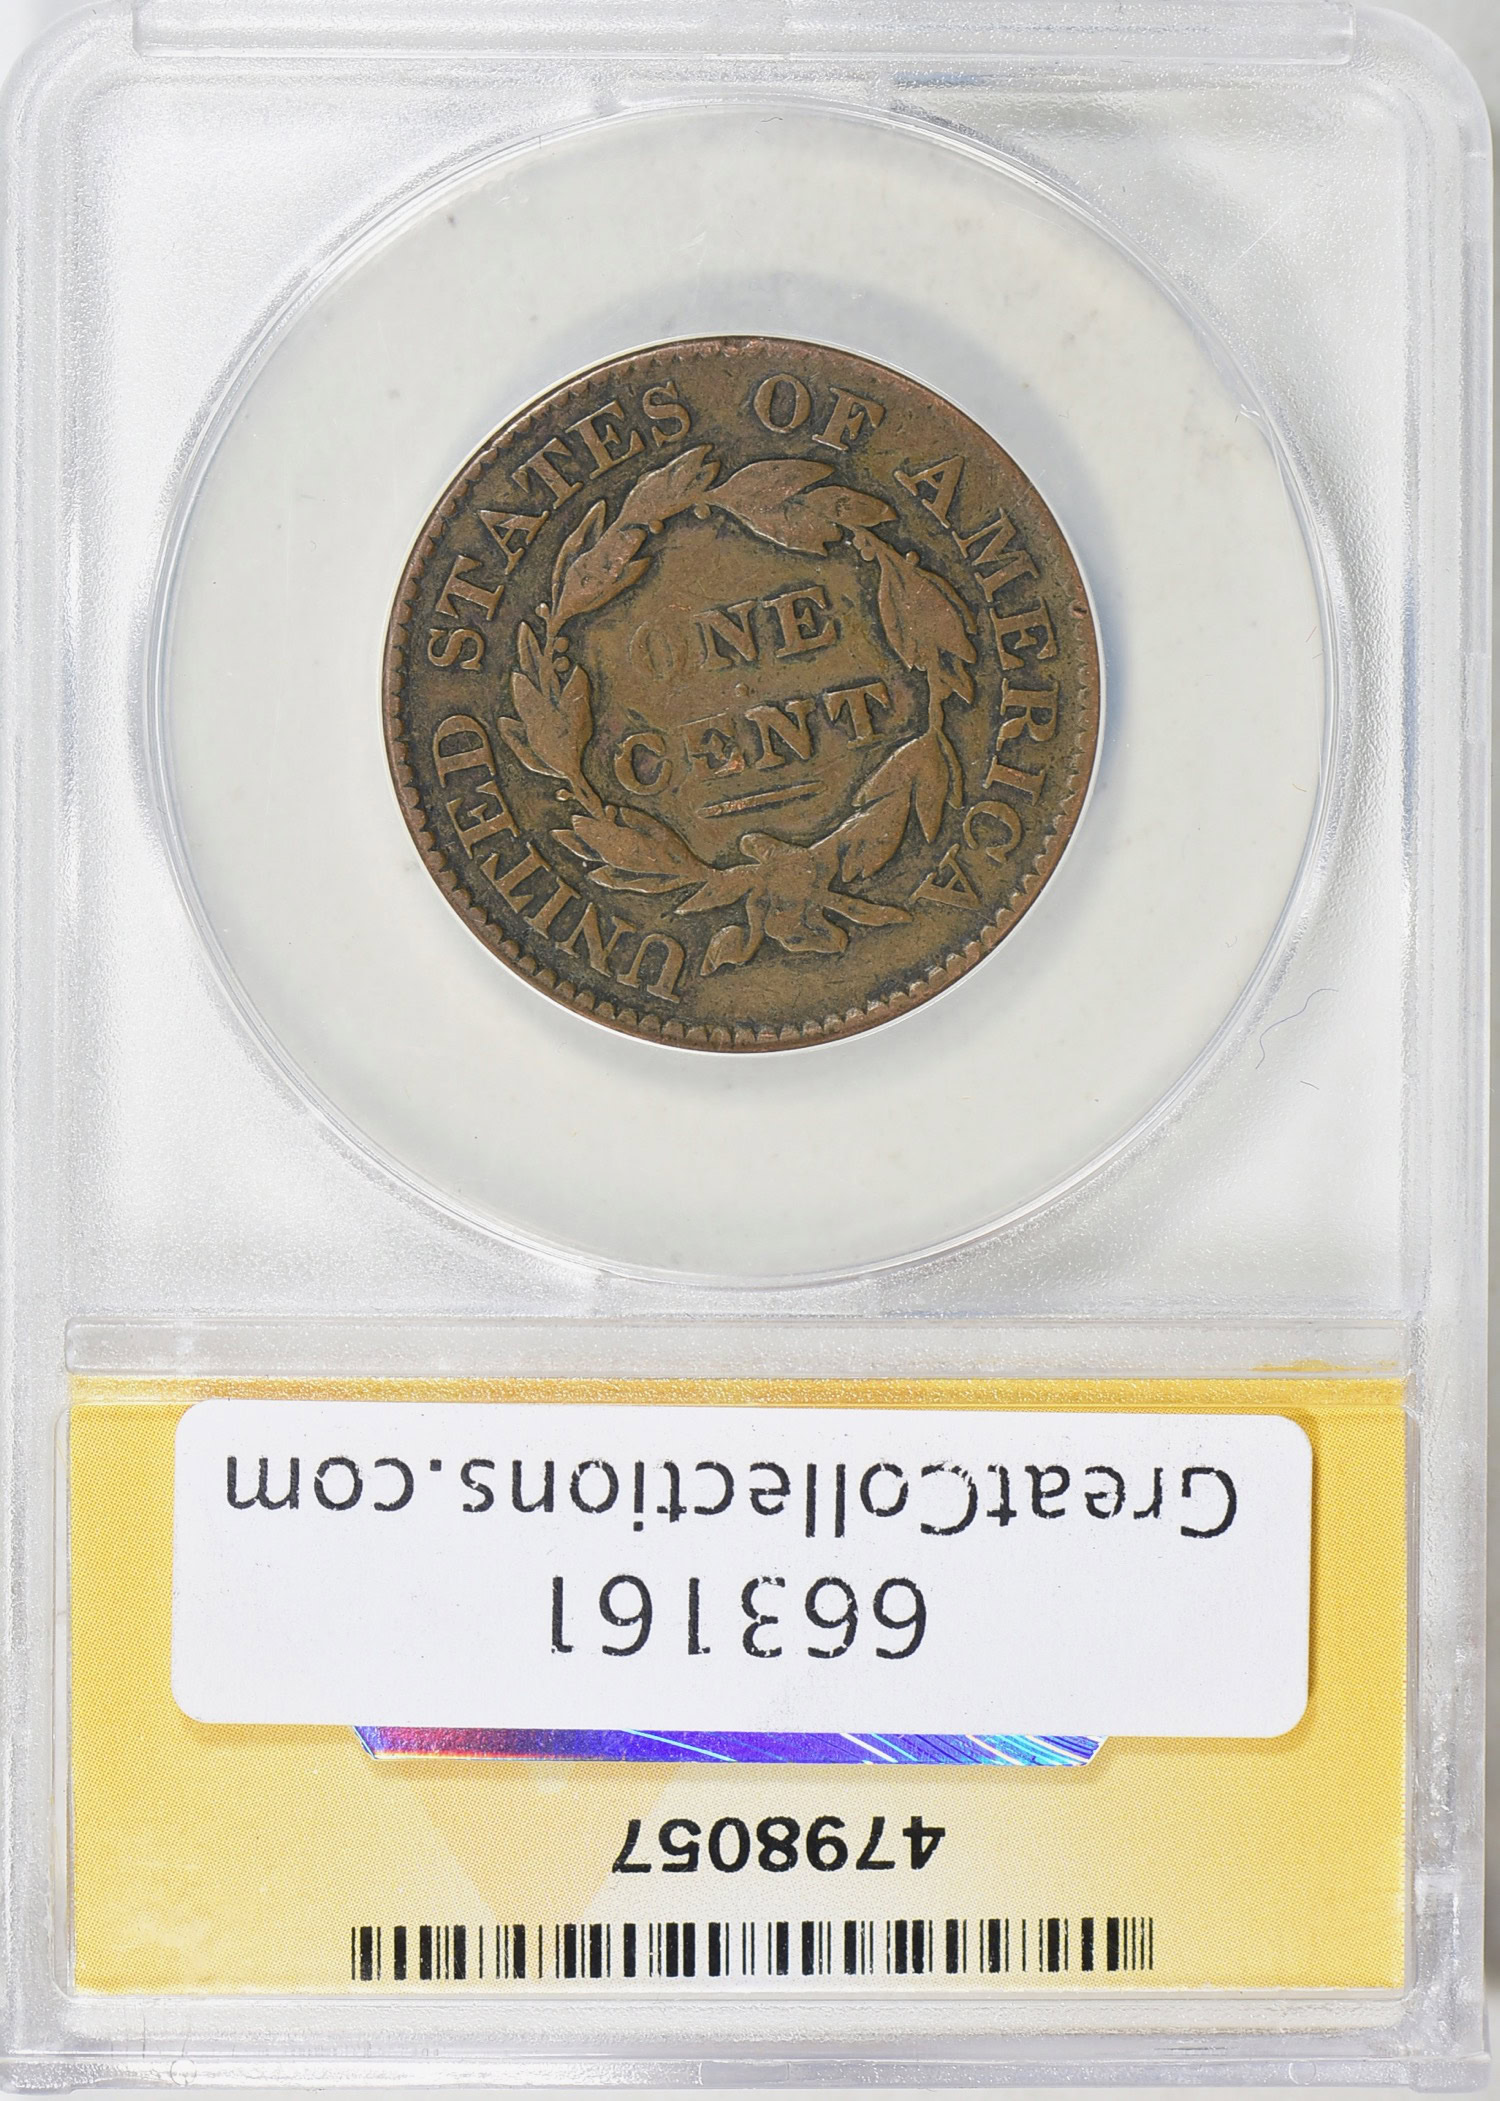 UNITED STATES OF AMERICA
ONE
CENT
GreatCollections.com
663161
4798057